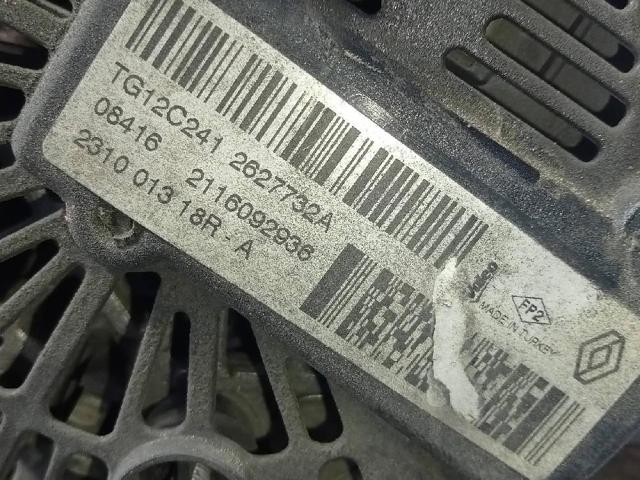 TG12C241 2627732A
08416 2116092936
2310 013 18R - A
Valeo
FP2
MADE IN TURKEY